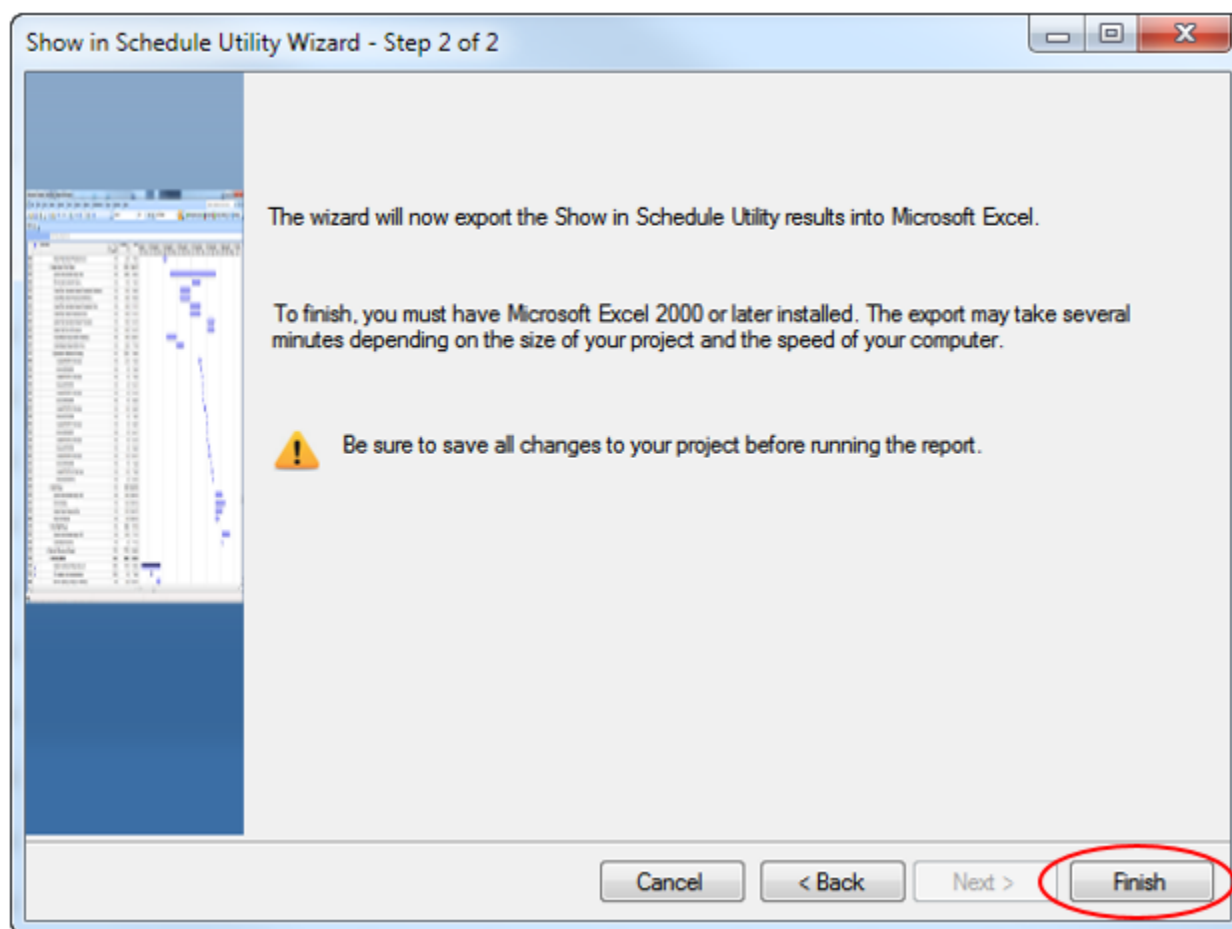 Show in Schedule Utility Wizard - Step 2 of 2
The wizard will now export the Show in Schedule Utility results into Microsoft Excel.
To finish, you must have Microsoft Excel 2000 or later installed. The export may take several
minutes depending on the size of your project and the speed of your computer.
Be sure to save all changes to your project before running the report.
Cancel
< Back
Next >
Finish